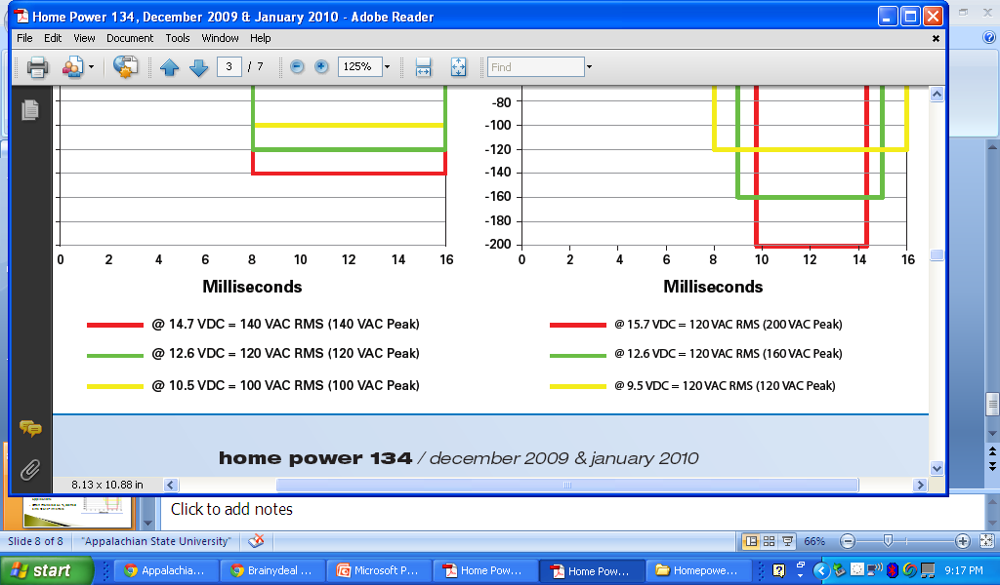 Home Power 134, December 2009 & January 2010 - Adobe Reader
File Edit View Document Tools Window Help
3 / 7 125% Find
-80
-100
-120
-140
-160
-180
-200
0 2 4 6 8 10 12 14 16
0 2 4 6 8 10 12 14 16
Milliseconds
Milliseconds
@ 14.7 VDC = 140 VAC RMS (140 VAC Peak)
@ 12.6 VDC = 120 VAC RMS (120 VAC Peak)
@ 10.5 VDC = 100 VAC RMS (100 VAC Peak)
@ 15.7 VDC = 120 VAC RMS (200 VAC Peak)
@ 12.6 VDC = 120 VAC RMS (160 VAC Peak)
@ 9.5 VDC = 120 VAC RMS (120 VAC Peak)
home power 134 / december 2009 & january 2010
8.13 x 10.88 in
Click to add notes
Slide 8 of 8 "Appalachian State University" 66%
start Appalachia... Brainydeal ... Microsoft P... Home Pow... Home Pow... Homepowe... 9:17 PM